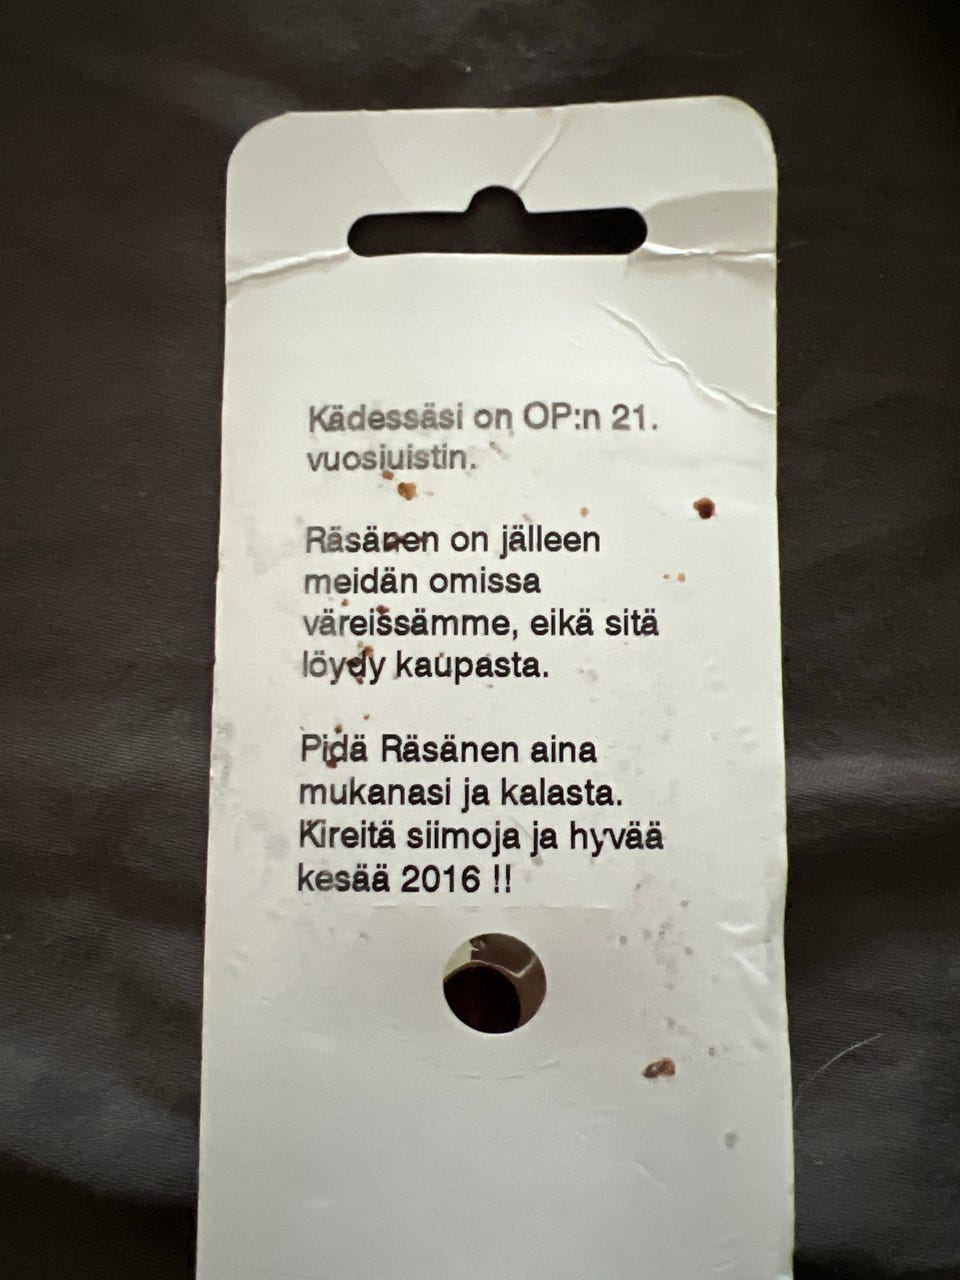 Kädessäsi on OP:n 21.
vuosiuistin.
Räsänen on jälleen
meidän omissa
väreissämme, eikä sitä
löydy kaupasta.
Pidä Räsänen aina
mukanasi ja kalasta.
Kireitä siimoja ja hyvää
kesää 2016 !!